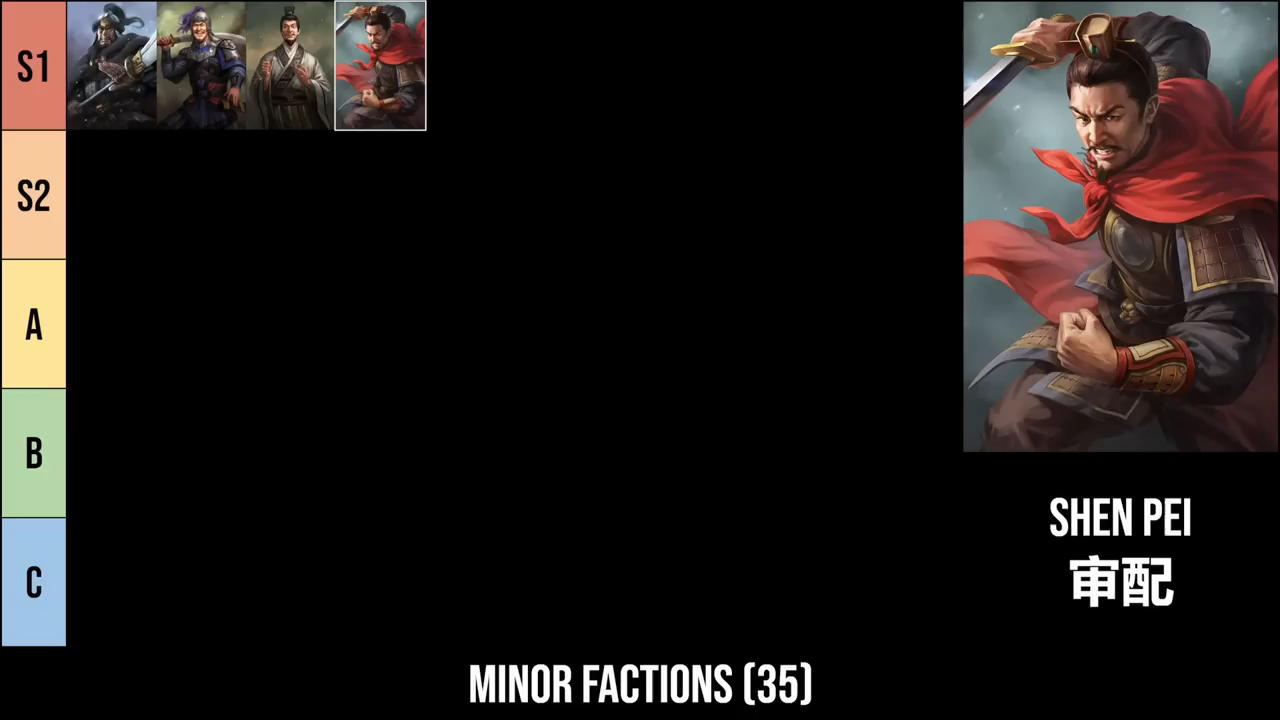 S1
S2
A
B
C
SHEN PEI
审配
MINOR FACTIONS (35)